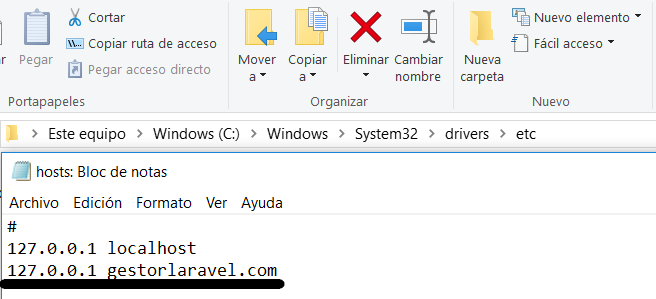 Pegar
Cortar
Copiar ruta de acceso
Pegar acceso directo
Mover a
Copiar a
Eliminar
Cambiar nombre
Nueva carpeta
Nuevo elemento
Fácil acceso
Portapapeles
Organizar
Nuevo
Este equipo > Windows (C:) > Windows > System32 > drivers > etc
hosts: Bloc de notas
Archivo Edición Formato Ver Ayuda
#
127.0.0.1 localhost
127.0.0.1 gestorlaravel.com